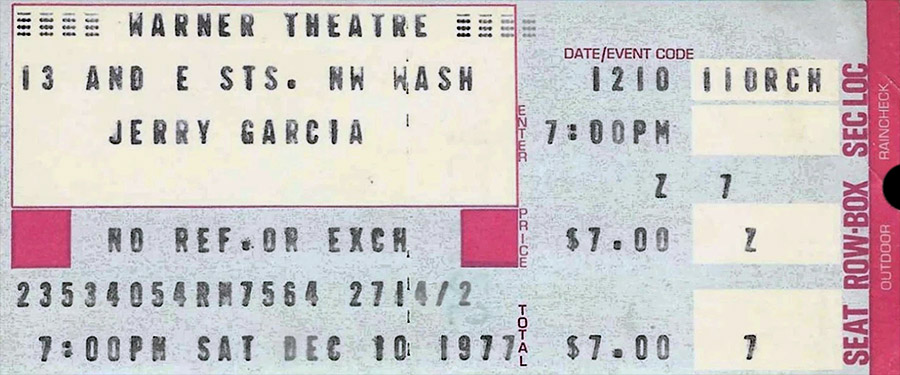 WARNER THEATRE
13 AND E STS. NW WASH
JERRY GARCIA
NO REF.OR EXCH
23534054RM7564 2714/2
7:00PM SAT DEC 10 1977
ENTER
PRICE
TOTAL
DATE/EVENT CODE
1210 110RCH
7:00PM
Z 7
$7.00 Z
$7.00 7
SEC LOC
ROW-BOX
SEAT
RAINCHECK
OUTDOOR